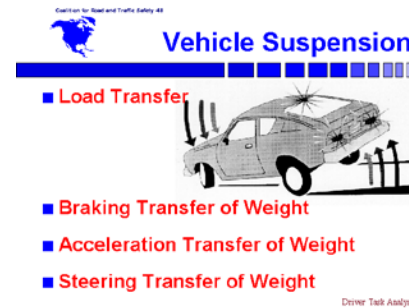 Coalition for Road and Traffic Safety -48
Vehicle Suspension
Load Transfer
Braking Transfer of Weight
Acceleration Transfer of Weight
Steering Transfer of Weight
Driver Task Analy